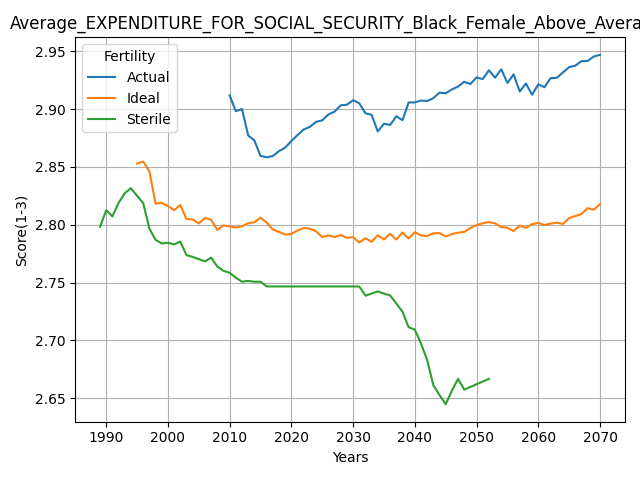 Average_EXPENDITURE_FOR_SOCIAL_SECURITY_Black_Female_Above_Avera
Fertility
Actual
Ideal
Sterile
Score(1-3)
2.95
2.90
2.85
2.80
2.75
2.70
2.65
1990 2000 2010 2020 2030 2040 2050 2060 2070
Years